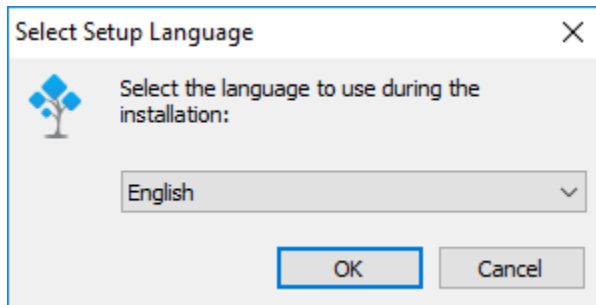 Select Setup Language
Select the language to use during the
installation:
English
OK
Cancel